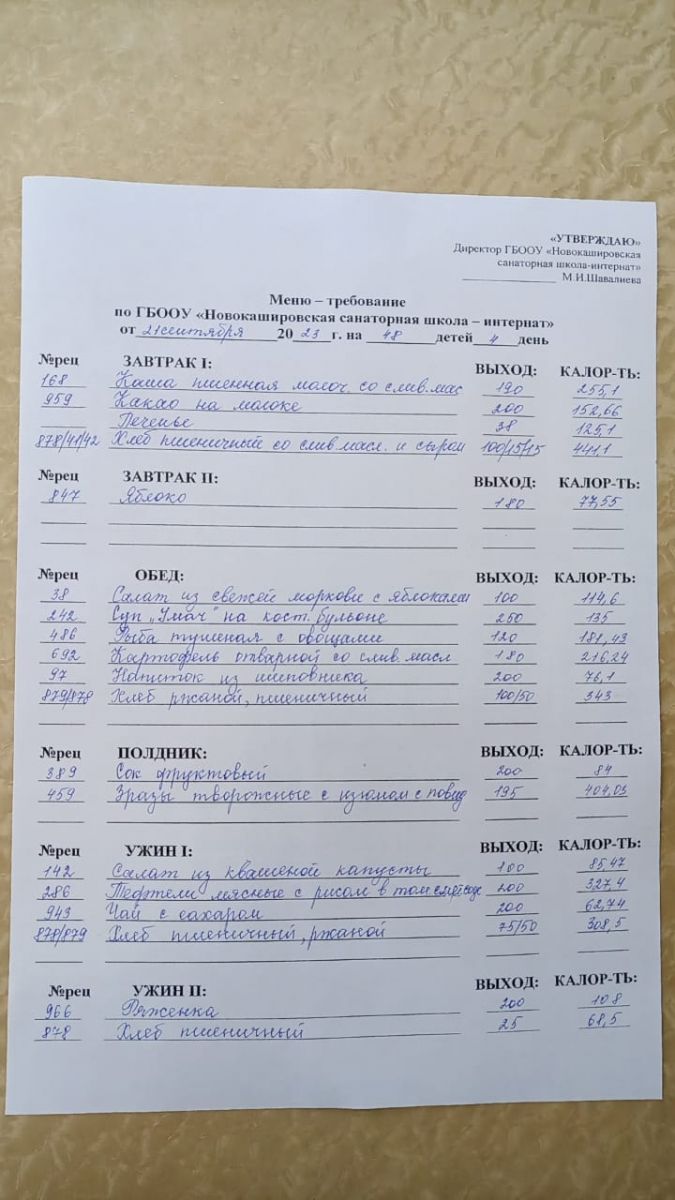 «УТВЕРЖДАЮ»
Директор ГБООУ «Новокашировская
санаторная школа-интернат»
______________ М.И.Шавалиева
Меню – требование
по ГБООУ «Новокашировская санаторная школа – интернат»
от 21 сентября 2023 г. на 48 детей 4 день
№рец ЗАВТРАК I: ВЫХОД: КАЛОР-ТЬ:
168 Каша пшенная молоч. со слив. мас 190 255,1
959 Какао на молоке 200 152,66
Печенье 38 125,1
878/41/42 Хлеб пшеничный со слив масл. и сыром 100/15/15 441,1
№рец ЗАВТРАК II: ВЫХОД: КАЛОР-ТЬ:
847 Яблоко 180 77,55
№рец ОБЕД: ВЫХОД: КАЛОР-ТЬ:
38 Салат из свежей моркови с яблоками 100 114,6
242 Суп „Умач" на кост. бульоне 250 135
486 Рыба тушеная с овощами 120 181,43
692 Картофель отварной со слив. масл 180 216,24
97 Напиток из шиповника 200 76,1
879/878 Хлеб ржаной, пшеничный 100/50 343
№рец ПОЛДНИК: ВЫХОД: КАЛОР-ТЬ:
389 Сок фруктовый 200 84
459 Зразы творожные с изюмом с повид 195 404,03
№рец УЖИН I: ВЫХОД: КАЛОР-ТЬ:
142 Салат из квашеной капусты 100 85,47
286 Тефтели мясные с рисом в том 200 327,4
943 Чай с сахаром 200 62,74
878/879 Хлеб пшеничный, ржаной 75/50 308,5
№рец УЖИН II: ВЫХОД: КАЛОР-ТЬ:
966 Ряженка 200 108
878 Хлеб пшеничный 25 68,5